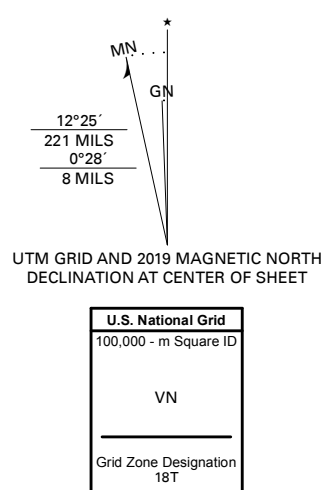 MN
GN
12°25´
221 MILS
0°28´
8 MILS
UTM GRID AND 2019 MAGNETIC NORTH
DECLINATION AT CENTER OF SHEET
U.S. National Grid
100,000 - m Square ID
VN
Grid Zone Designation
18T